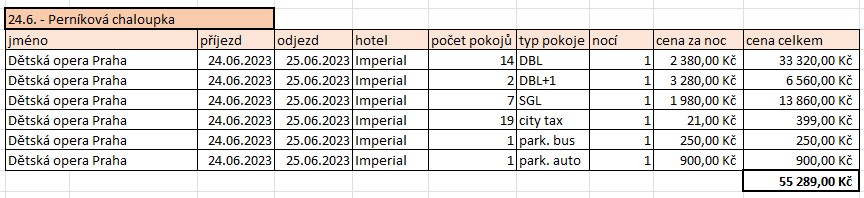 24.6. - Perníková chaloupka
jméno příjezd odjezd hotel počet pokojů typ pokoje nocí cena za noc cena celkem
Dětská opera Praha 24.06.2023 25.06.2023 Imperial 14 DBL 1 2 380,00 Kč 33 320,00 Kč
Dětská opera Praha 24.06.2023 25.06.2023 Imperial 2 DBL+1 1 3 280,00 Kč 6 560,00 Kč
Dětská opera Praha 24.06.2023 25.06.2023 Imperial 7 SGL 1 1 980,00 Kč 13 860,00 Kč
Dětská opera Praha 24.06.2023 25.06.2023 Imperial 19 city tax 1 21,00 Kč 399,00 Kč
Dětská opera Praha 24.06.2023 25.06.2023 Imperial 1 park. bus 1 250,00 Kč 250,00 Kč
Dětská opera Praha 24.06.2023 25.06.2023 Imperial 1 park. auto 1 900,00 Kč 900,00 Kč
55 289,00 Kč